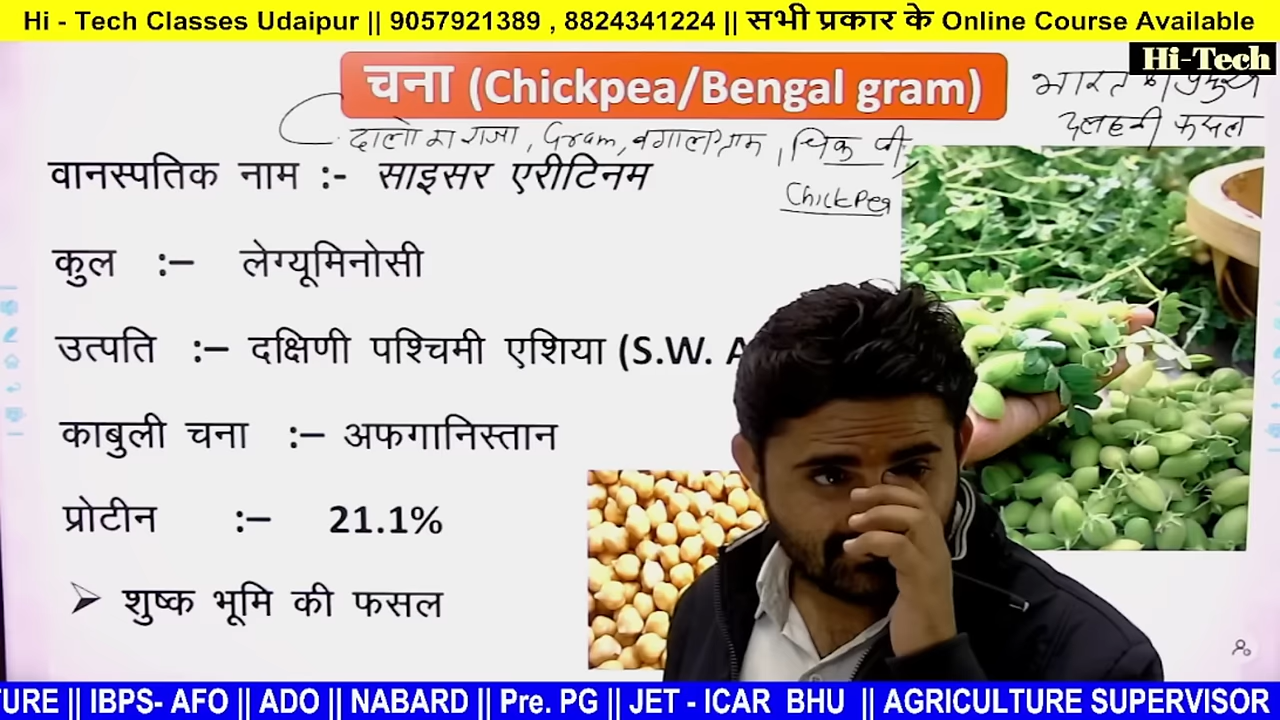 Hi - Tech Classes Udaipur || 9057921389 , 8824341224 || सभी प्रकार के Online Course Available
Hi-Tech
चना (Chickpea/Bengal gram)
भारत की प्रमुख
दलहनी फसल
दालो का राजा, Gram, बंगाल ग्राम, चिक पी,
Chickpea
वानस्पतिक नाम :- साइसर एरीटिनम
कुल :– लेग्यूमिनोसी
उत्पति :– दक्षिणी पश्चिमी एशिया (S.W. A
काबुली चना :– अफगानिस्तान
प्रोटीन :– 21.1%
➤ शुष्क भूमि की फसल
TURE || IBPS- AFO || ADO || NABARD || Pre. PG || JET - ICAR BHU || AGRICULTURE SUPERVISOR